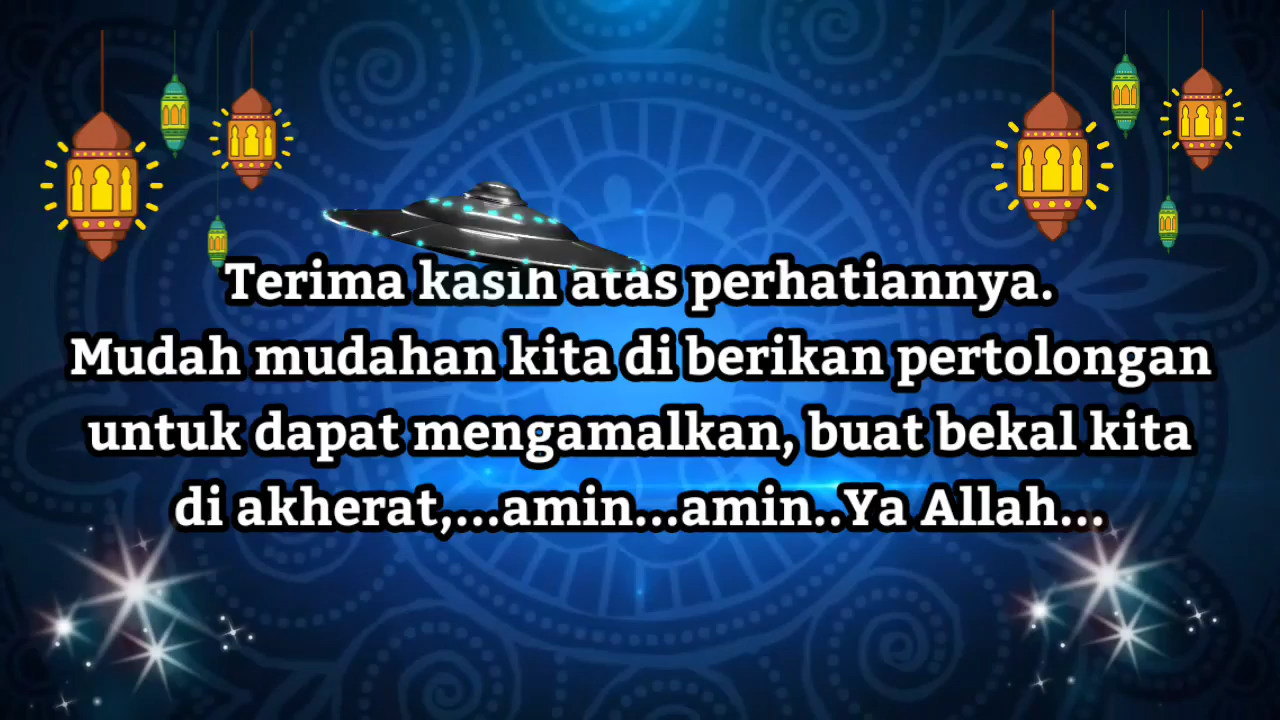 Terima kasih atas perhatiannya.
Mudah mudahan kita di berikan pertolongan
untuk dapat mengamalkan, buat bekal kita
di akherat,...amin...amin..Ya Allah...